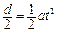 d/2 = 1/2 at²